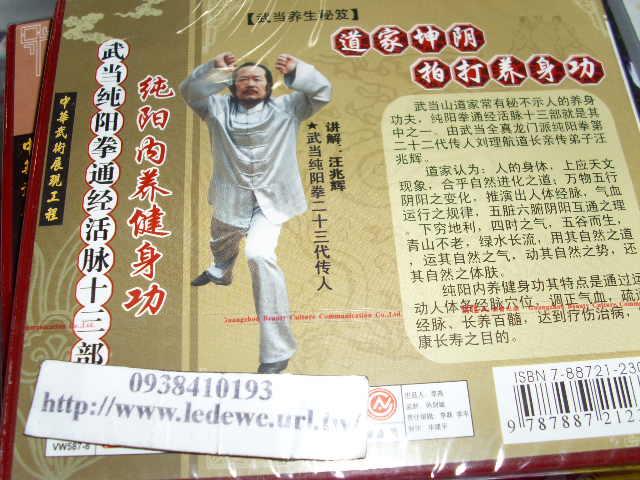 【武当养生秘笈】
道家坤阴
拍打养身功
武当纯阳拳通经活脉十三部
纯阳内养健身功
中華武術展現工程
讲解：汪兆辉
★武当纯阳拳二十三代传人
武当山道家常有秘不示人的养身
功夫，纯阳拳通经活脉十三部就是其
中之一。由武当全真龙门派纯阳拳第
二十二代传人刘理航道长亲传弟子汪
兆辉。
道家认为：人的身体，上应天文
现象，合乎自然进化之道；万物五行
阴阳之变化，推演出人体经脉，气血
运行之规律，五脏六腑阴阳互通之理
，下穷地利，四时之气，五谷而生，
青山不老，绿水长流，用其自然之道
，运其自然之气，动其自然之势，还
其自然之体肤。
纯阳内养健身功其特点是通过运
动人体各经脉穴位，调正气血，疏通
经脉、长养百髓，达到疗伤治病，
康长寿之目的。
Guangzhou Beauty Culture Communication Co.,Ltd.
0938410193
http://www.ledewe.url.tw/
ISBN 7-88721-230
9 787887 212
VW587-6